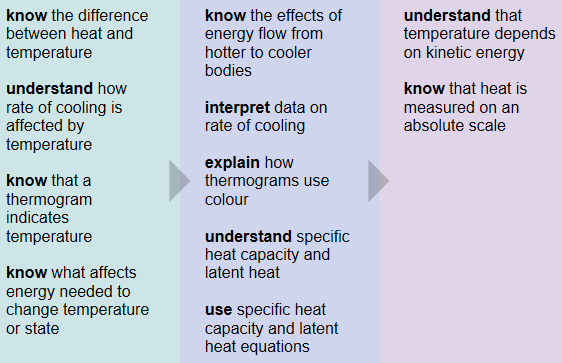 know the difference
between heat and
temperature
understand how
rate of cooling is
affected by
temperature
know that a
thermogram
indicates
temperature
know what affects
energy needed to
change temperature
or state
know the effects of
energy flow from
hotter to cooler
bodies
interpret data on
rate of cooling
explain how
thermograms use
colour
understand specific
heat capacity and
latent heat
use specific heat
capacity and latent
heat equations
understand that
temperature depends
on kinetic energy
know that heat is
measured on an
absolute scale